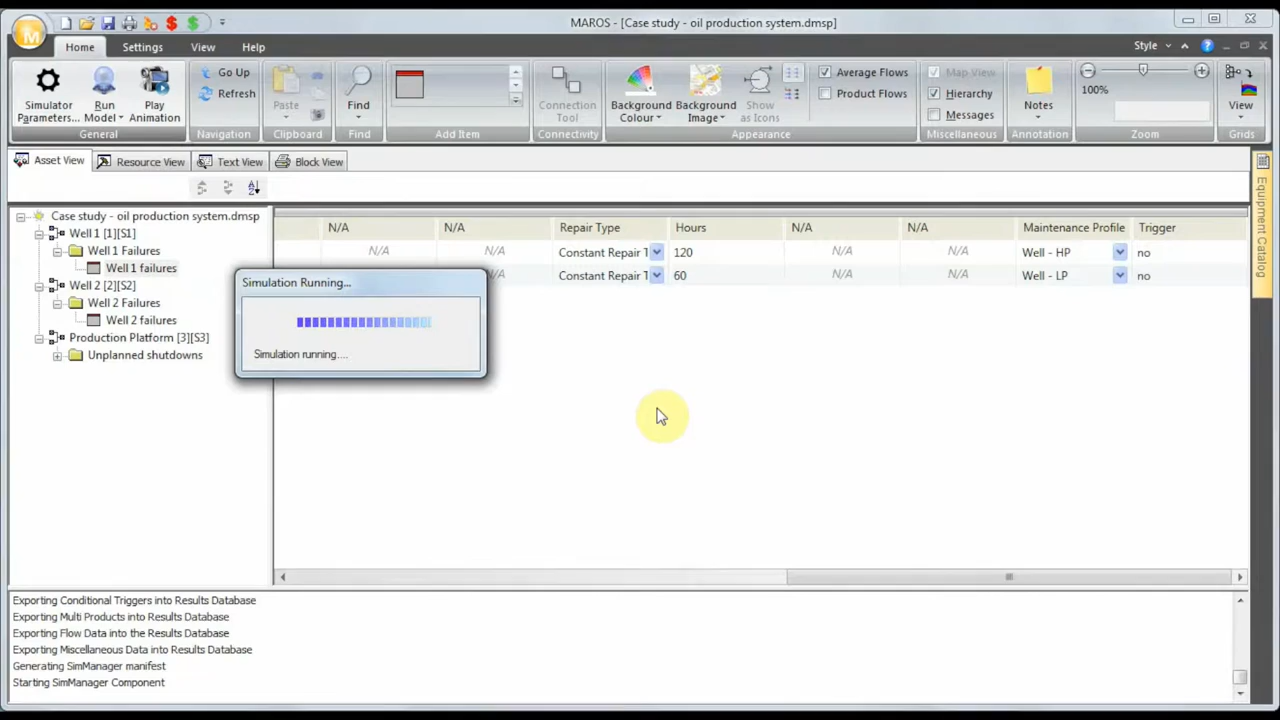 MAROS - [Case study - oil production system.dmsp]
M
Home Settings View Help
Style
Simulator Parameters...
Run Model
Play Animation
General
Go Up
Refresh
Navigation
Paste
Clipboard
Find
Find
Add Item
Connection Tool
Connectivity
Background Colour
Background Image
Show as Icons
Average Flows
Product Flows
Appearance
Map View
Hierarchy
Messages
Miscellaneous
Notes
Annotation
100%
Zoom
View
Grids
Asset View Resource View Text View Block View
Equipment Catalog
Case study - oil production system.dmsp
Well 1 [1][S1]
Well 1 Failures
Well 1 failures
Well 2 [2][S2]
Well 2 Failures
Well 2 failures
Production Platform [3][S3]
Unplanned shutdowns
N/A N/A Repair Type Hours N/A N/A Maintenance Profile Trigger
N/A N/A Constant Repair T 120 N/A N/A Well - HP no
N/A Constant Repair T 60 N/A N/A Well - LP no
Simulation Running...
Simulation running....
Exporting Conditional Triggers into Results Database
Exporting Multi Products into Results Database
Exporting Flow Data into the Results Database
Exporting Miscellaneous Data into Results Database
Generating SimManager manifest
Starting SimManager Component